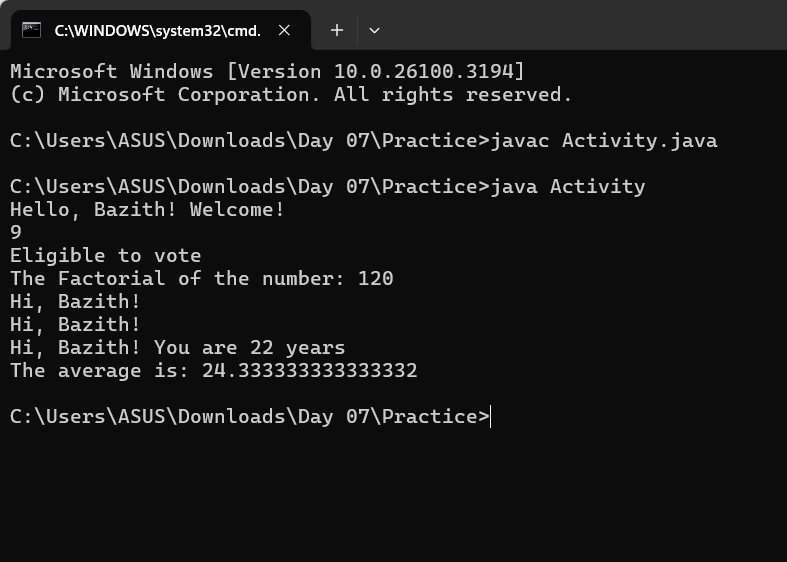 C:\WINDOWS\system32\cmd.
Microsoft Windows [Version 10.0.26100.3194]
(c) Microsoft Corporation. All rights reserved.
C:\Users\ASUS\Downloads\Day 07\Practice>javac Activity.java
C:\Users\ASUS\Downloads\Day 07\Practice>java Activity
Hello, Bazith! Welcome!
9
Eligible to vote
The Factorial of the number: 120
Hi, Bazith!
Hi, Bazith!
Hi, Bazith! You are 22 years
The average is: 24.333333333333332
C:\Users\ASUS\Downloads\Day 07\Practice>